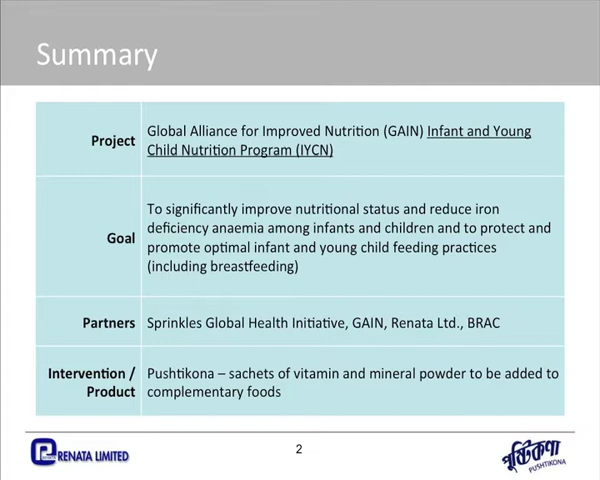 Summary
Project
Global Alliance for Improved Nutrition (GAIN) Infant and Young
Child Nutrition Program (IYCN)
Goal
To significantly improve nutritional status and reduce iron
deficiency anaemia among infants and children and to protect and
promote optimal infant and young child feeding practices
(including breastfeeding)
Partners
Sprinkles Global Health Initiative, GAIN, Renata Ltd., BRAC
Intervention /
Product
Pushtikona – sachets of vitamin and mineral powder to be added to
complementary foods
RENATA LIMITED
2
পুষ্টিকণা
PUSHTIKONA